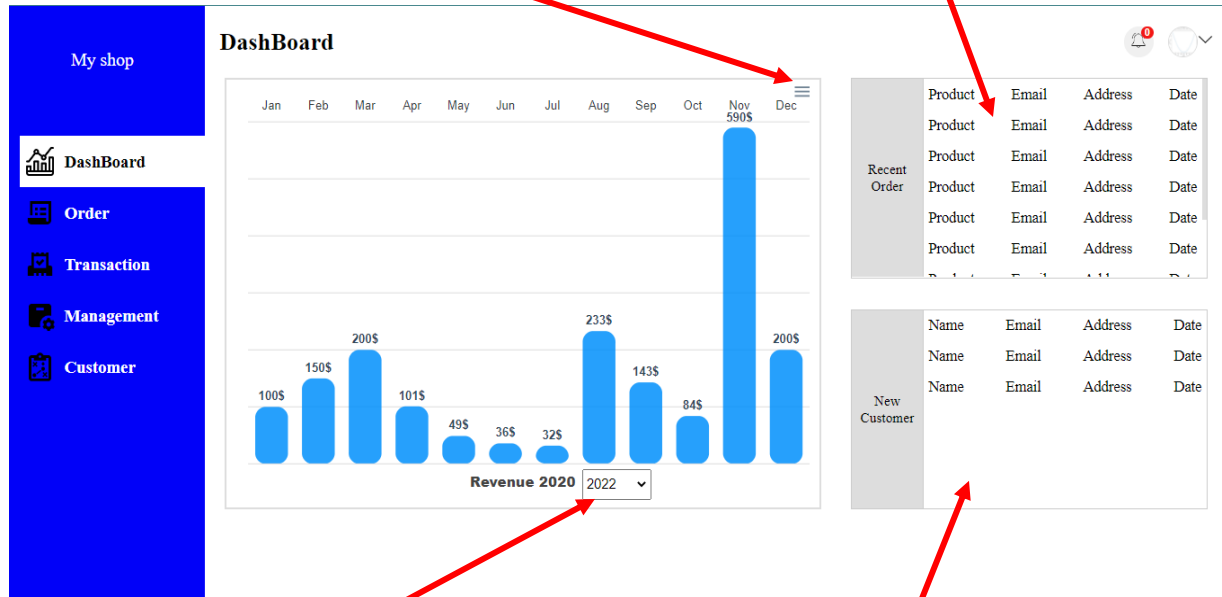 My shop
DashBoard
Order
Transaction
Management
Customer
DashBoard
0
Jan Feb Mar Apr May Jun Jul Aug Sep Oct Nov Dec
590$
233$
200$ 200$
150$ 143$
100$ 101$
84$
49$ 36$ 32$
Revenue 2020 2022
Recent
Order
Product Email Address Date
Product Email Address Date
Product Email Address Date
Product Email Address Date
Product Email Address Date
Product Email Address Date
New
Customer
Name Email Address Date
Name Email Address Date
Name Email Address Date